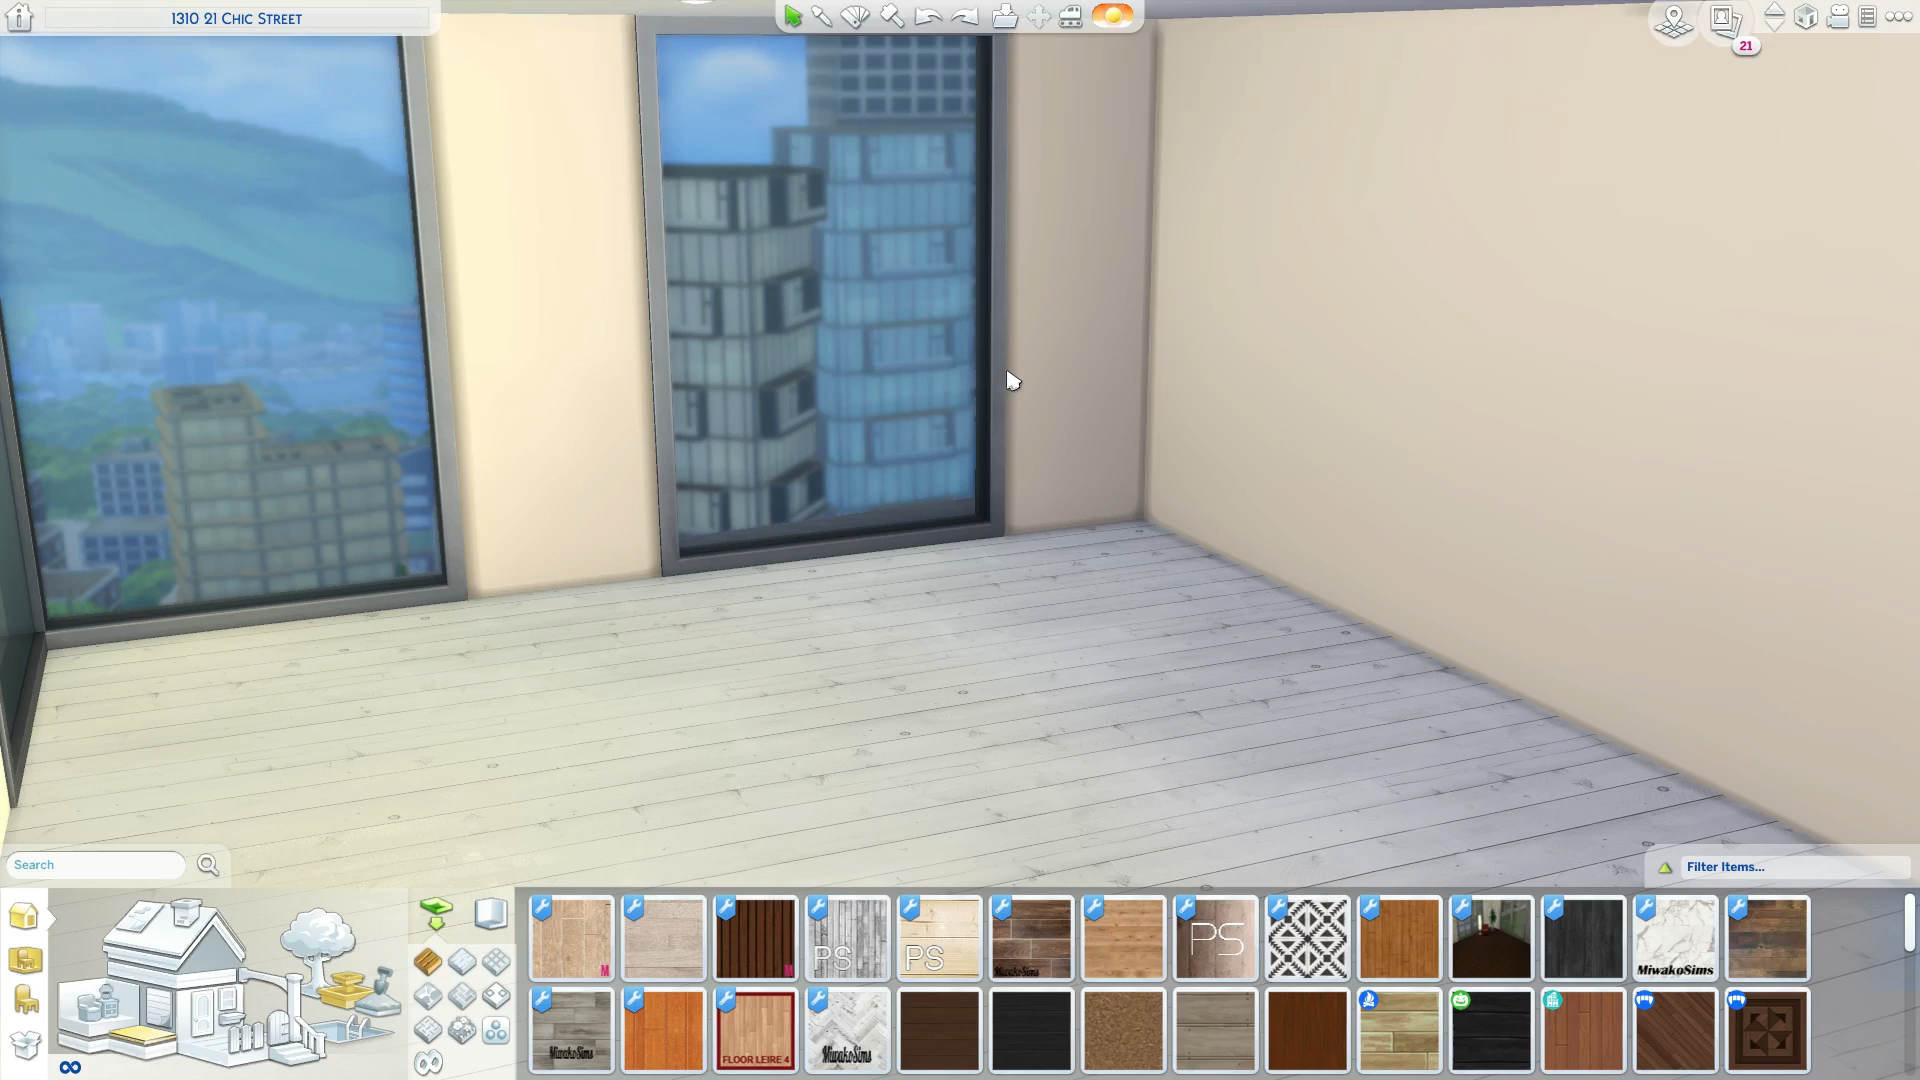 1310 21 Chic Street
21
Search
Filter Items...
M
M
PS
PS
MiwakoSims
PS
MiwakoSims
MiwakoSims
FLOOR LEIRE 4
MiwakoSims